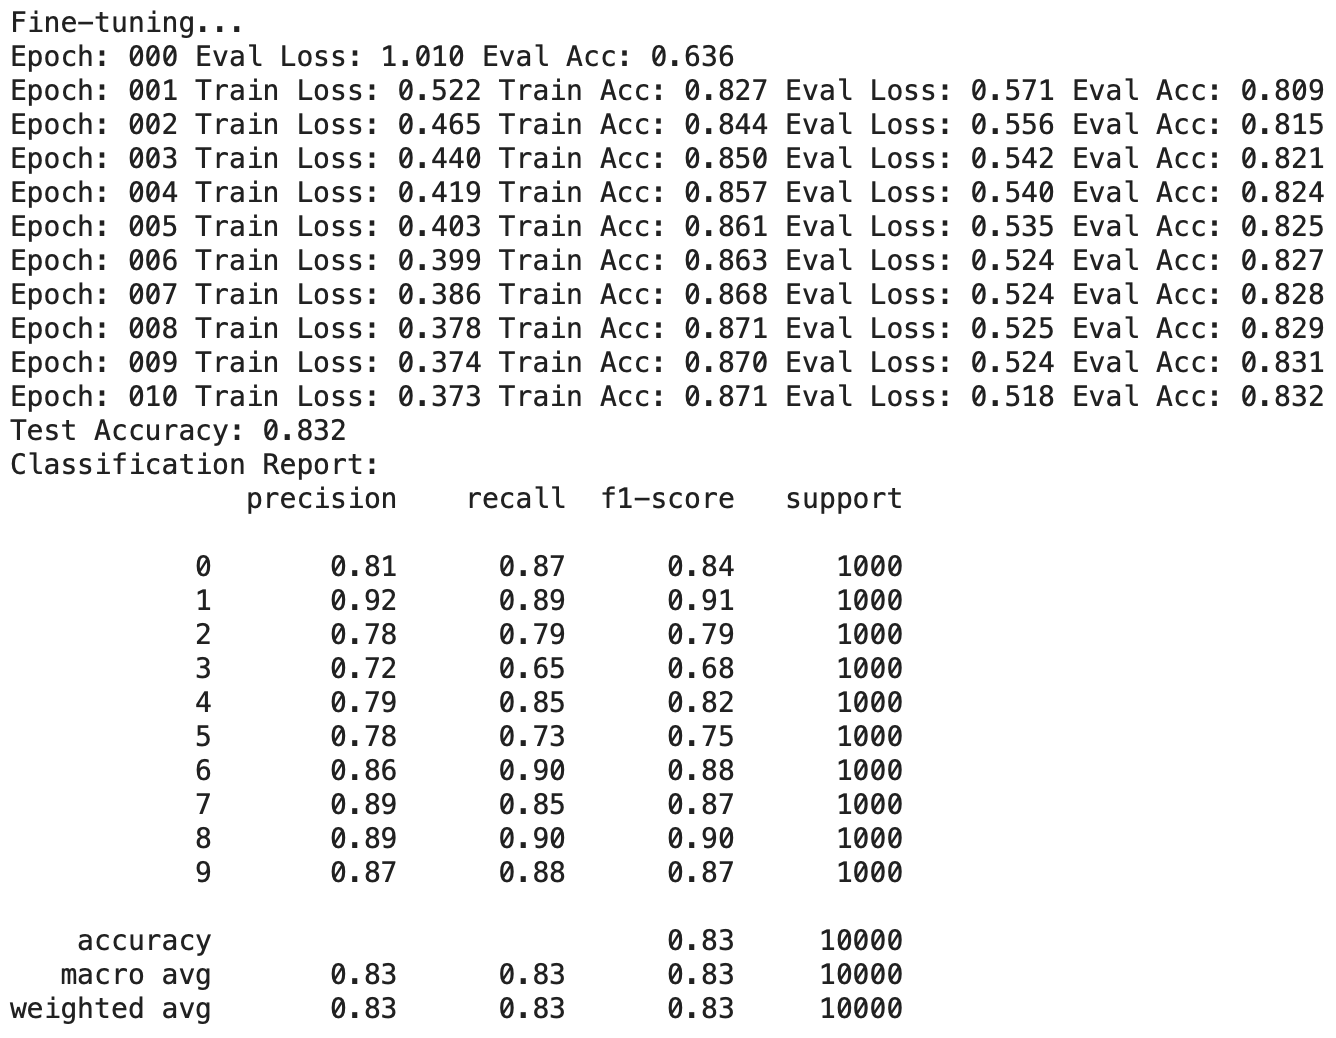 Fine-tuning...
Epoch: 000 Eval Loss: 1.010 Eval Acc: 0.636
Epoch: 001 Train Loss: 0.522 Train Acc: 0.827 Eval Loss: 0.571 Eval Acc: 0.809
Epoch: 002 Train Loss: 0.465 Train Acc: 0.844 Eval Loss: 0.556 Eval Acc: 0.815
Epoch: 003 Train Loss: 0.440 Train Acc: 0.850 Eval Loss: 0.542 Eval Acc: 0.821
Epoch: 004 Train Loss: 0.419 Train Acc: 0.857 Eval Loss: 0.540 Eval Acc: 0.824
Epoch: 005 Train Loss: 0.403 Train Acc: 0.861 Eval Loss: 0.535 Eval Acc: 0.825
Epoch: 006 Train Loss: 0.399 Train Acc: 0.863 Eval Loss: 0.524 Eval Acc: 0.827
Epoch: 007 Train Loss: 0.386 Train Acc: 0.868 Eval Loss: 0.524 Eval Acc: 0.828
Epoch: 008 Train Loss: 0.378 Train Acc: 0.871 Eval Loss: 0.525 Eval Acc: 0.829
Epoch: 009 Train Loss: 0.374 Train Acc: 0.870 Eval Loss: 0.524 Eval Acc: 0.831
Epoch: 010 Train Loss: 0.373 Train Acc: 0.871 Eval Loss: 0.518 Eval Acc: 0.832
Test Accuracy: 0.832
Classification Report:
              precision    recall  f1-score   support
           0       0.81      0.87      0.84      1000
           1       0.92      0.89      0.91      1000
           2       0.78      0.79      0.79      1000
           3       0.72      0.65      0.68      1000
           4       0.79      0.85      0.82      1000
           5       0.78      0.73      0.75      1000
           6       0.86      0.90      0.88      1000
           7       0.89      0.85      0.87      1000
           8       0.89      0.90      0.90      1000
           9       0.87      0.88      0.87      1000
    accuracy                           0.83     10000
   macro avg       0.83      0.83      0.83     10000
weighted avg       0.83      0.83      0.83     10000